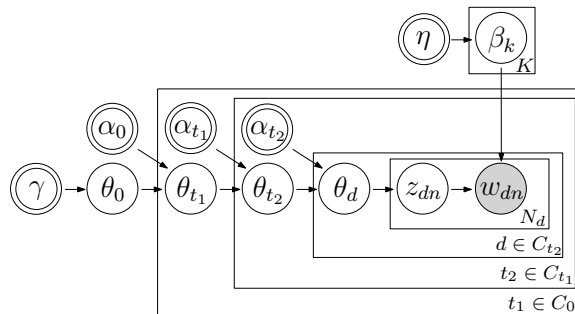 η β_k
K
α_0 α_{t_1} α_{t_2}
γ θ_0 θ_{t_1} θ_{t_2} θ_d z_{dn} w_{dn}
N_d
d ∈ C_{t_2}
t_2 ∈ C_{t_1}
t_1 ∈ C_0